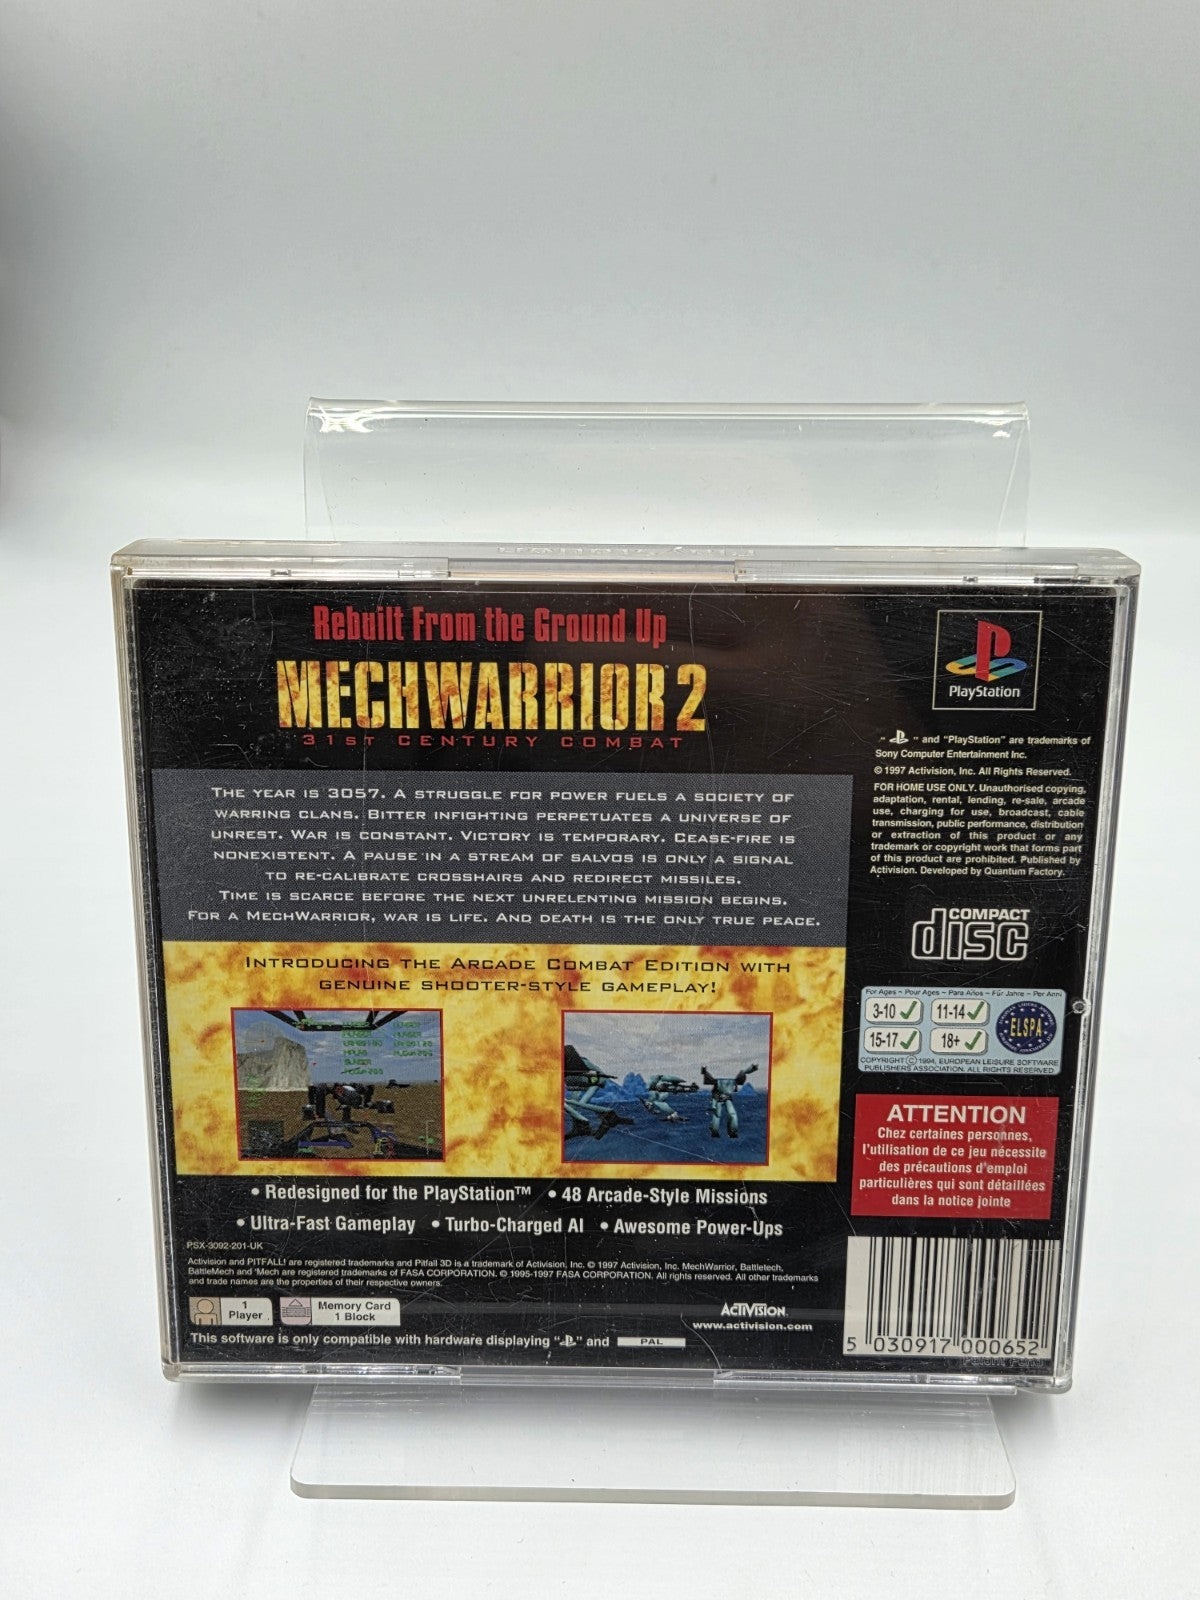 Rebuilt From the Ground Up
MECHWARRIOR 2
31ST CENTURY COMBAT
THE YEAR IS 3057. A STRUGGLE FOR POWER FUELS A SOCIETY OF
WARRING CLANS. BITTER INFIGHTING PERPETUATES A UNIVERSE OF
UNREST. WAR IS CONSTANT. VICTORY IS TEMPORARY. CEASE-FIRE IS
NONEXISTENT. A PAUSE IN A STREAM OF SALVOS IS ONLY A SIGNAL
TO RE-CALIBRATE CROSSHAIRS AND REDIRECT MISSILES.
TIME IS SCARCE BEFORE THE NEXT UNRELENTING MISSION BEGINS.
FOR A MECHWARRIOR, WAR IS LIFE. AND DEATH IS THE ONLY TRUE PEACE.
INTRODUCING THE ARCADE COMBAT EDITION WITH
GENUINE SHOOTER-STYLE GAMEPLAY!
• Redesigned for the PlayStation™ • 48 Arcade-Style Missions
• Ultra-Fast Gameplay • Turbo-Charged AI • Awesome Power-Ups
PSX-3092-201-UK
Activision and PITFALL! are registered trademarks and Pitfall 3D is a trademark of Activision, Inc. © 1997 Activision, Inc. MechWarrior, Battletech,
BattleMech and 'Mech are registered trademarks of FASA CORPORATION. © 1995-1997 FASA CORPORATION. All rights reserved. All other trademarks
and trade names are the properties of their respective owners.
1
Player
Memory Card
1 Block
ACTIVISION.
www.activision.com
This software is only compatible with hardware displaying " " and PAL
PlayStation
" " and "PlayStation" are trademarks of
Sony Computer Entertainment Inc.
© 1997 Activision, Inc. All Rights Reserved.
FOR HOME USE ONLY. Unauthorised copying,
adaptation, rental, lending, re-sale, arcade
use, charging for use, broadcast, cable
transmission, public performance, distribution
or extraction of this product or any
trademark or copyright work that forms part
of this product are prohibited. Published by
Activision. Developed by Quantum Factory.
COMPACT
disc
For Ages ~ Pour Ages ~ Para Años ~ Für Jahre ~ Per Anni
3-10 ✓ 11-14 ✓
15-17 ✓ 18+ ✓
ELSPA
COPYRIGHT © 1994, EUROPEAN LEISURE SOFTWARE
PUBLISHERS ASSOCIATION. ALL RIGHTS RESERVED
ATTENTION
Chez certaines personnes,
l'utilisation de ce jeu nécessite
des précautions d'emploi
particulières qui sont détaillées
dans la notice jointe
5 030917 000652